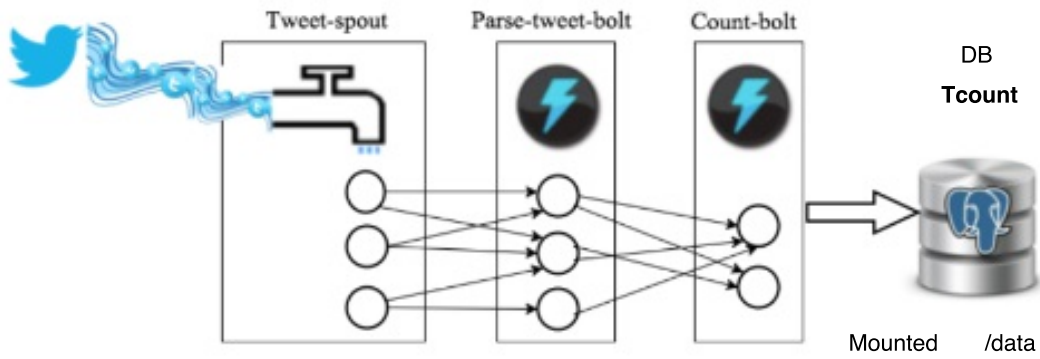 Tweet-spout
Parse-tweet-bolt
Count-bolt
DB
Tcount
Mounted /data